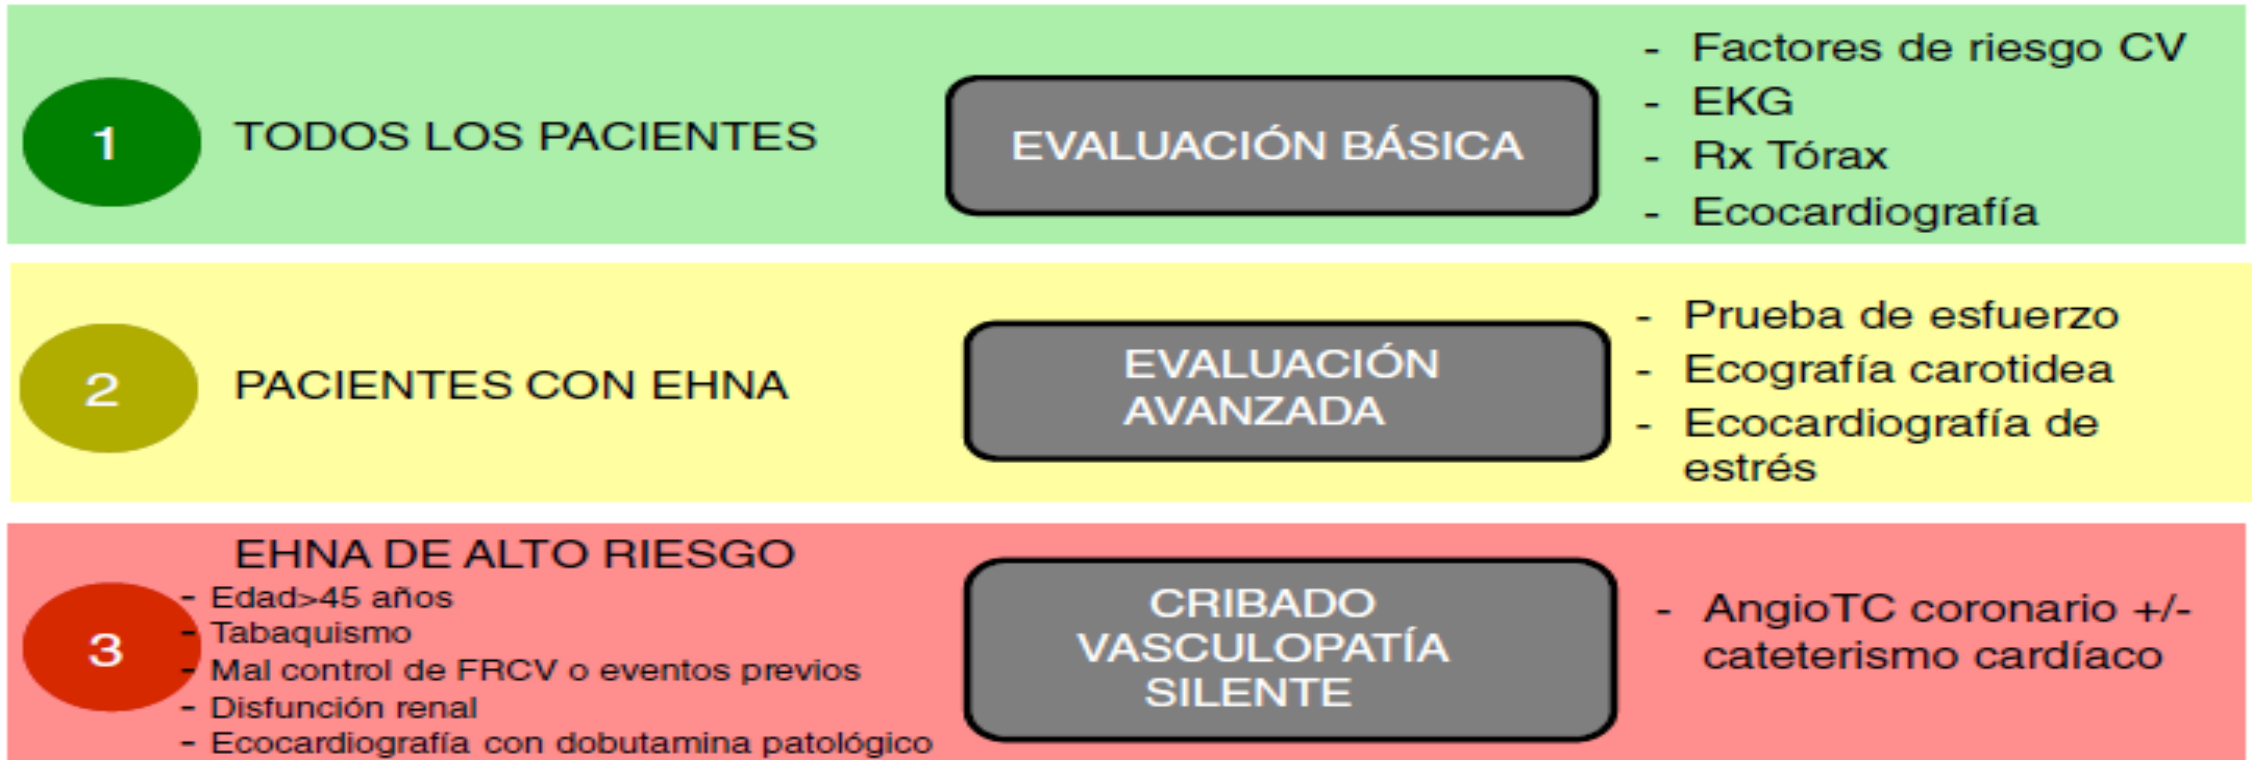 1
TODOS LOS PACIENTES
EVALUACIÓN BÁSICA
- Factores de riesgo CV
- EKG
- Rx Tórax
- Ecocardiografía
2
PACIENTES CON EHNA
EVALUACIÓN
AVANZADA
- Prueba de esfuerzo
- Ecografía carotidea
- Ecocardiografía de
estrés
3
EHNA DE ALTO RIESGO
- Edad>45 años
- Tabaquismo
- Mal control de FRCV o eventos previos
- Disfunción renal
- Ecocardiografía con dobutamina patológico
CRIBADO
VASCULOPATÍA
SILENTE
- AngioTC coronario +/-
cateterismo cardíaco